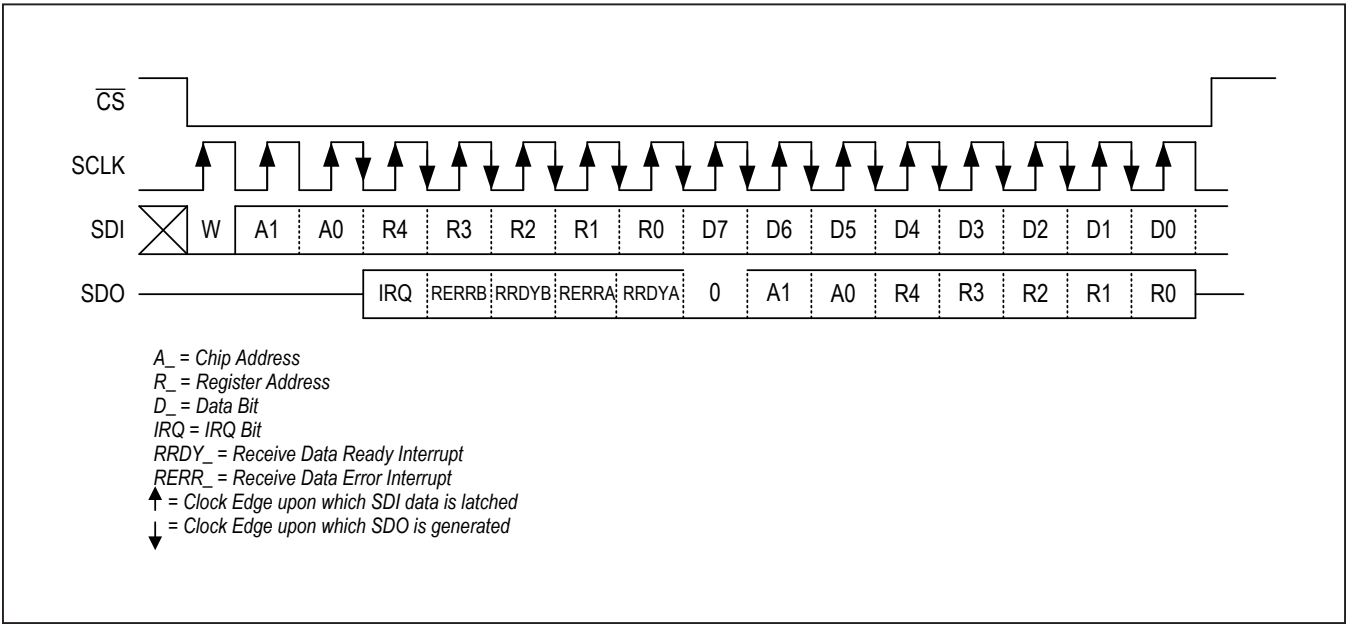 CS
SCLK
SDI W A1 A0 R4 R3 R2 R1 R0 D7 D6 D5 D4 D3 D2 D1 D0
SDO IRQ RERRB RRDYB RERRA RRDYA 0 A1 A0 R4 R3 R2 R1 R0
A_ = Chip Address
R_ = Register Address
D_ = Data Bit
IRQ = IRQ Bit
RRDY_ = Receive Data Ready Interrupt
RERR_ = Receive Data Error Interrupt
= Clock Edge upon which SDI data is latched
= Clock Edge upon which SDO is generated